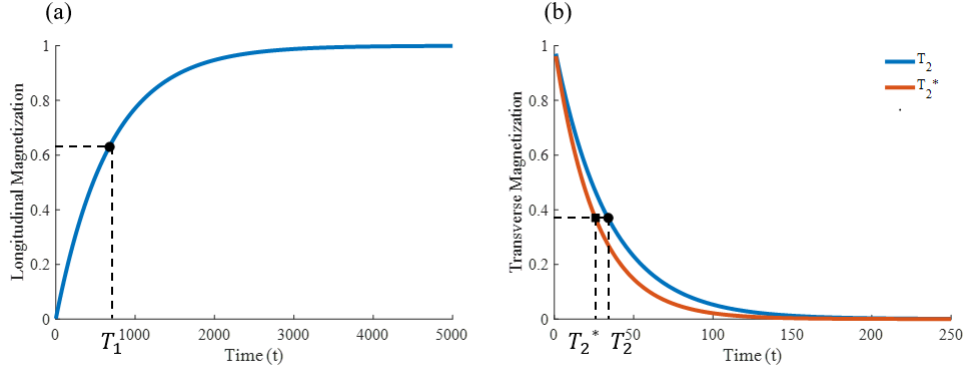 (a)
Longitudinal Magnetization
1
0.8
0.6
0.4
0.2
0
0 1000 2000 3000 4000 5000
T₁
Time (t)
(b)
Transverse Magnetization
1
0.8
0.6
0.4
0.2
0
T₂
T₂*
0 50 100 150 200 250
T₂* T₂
Time (t)